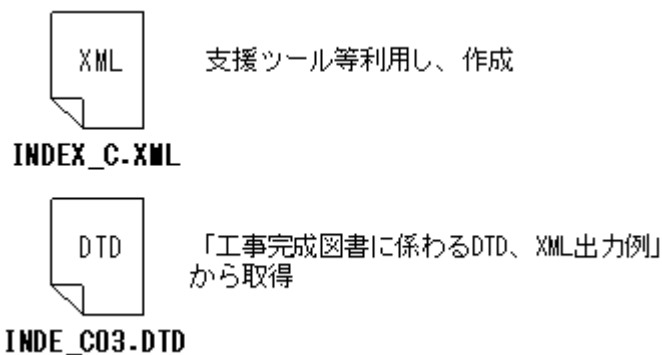 XML
支援ツール等利用し、作成
INDEX_C.XML
DTD
「工事完成図書に係わるDTD、XML出力例」
から取得
INDE_C03.DTD